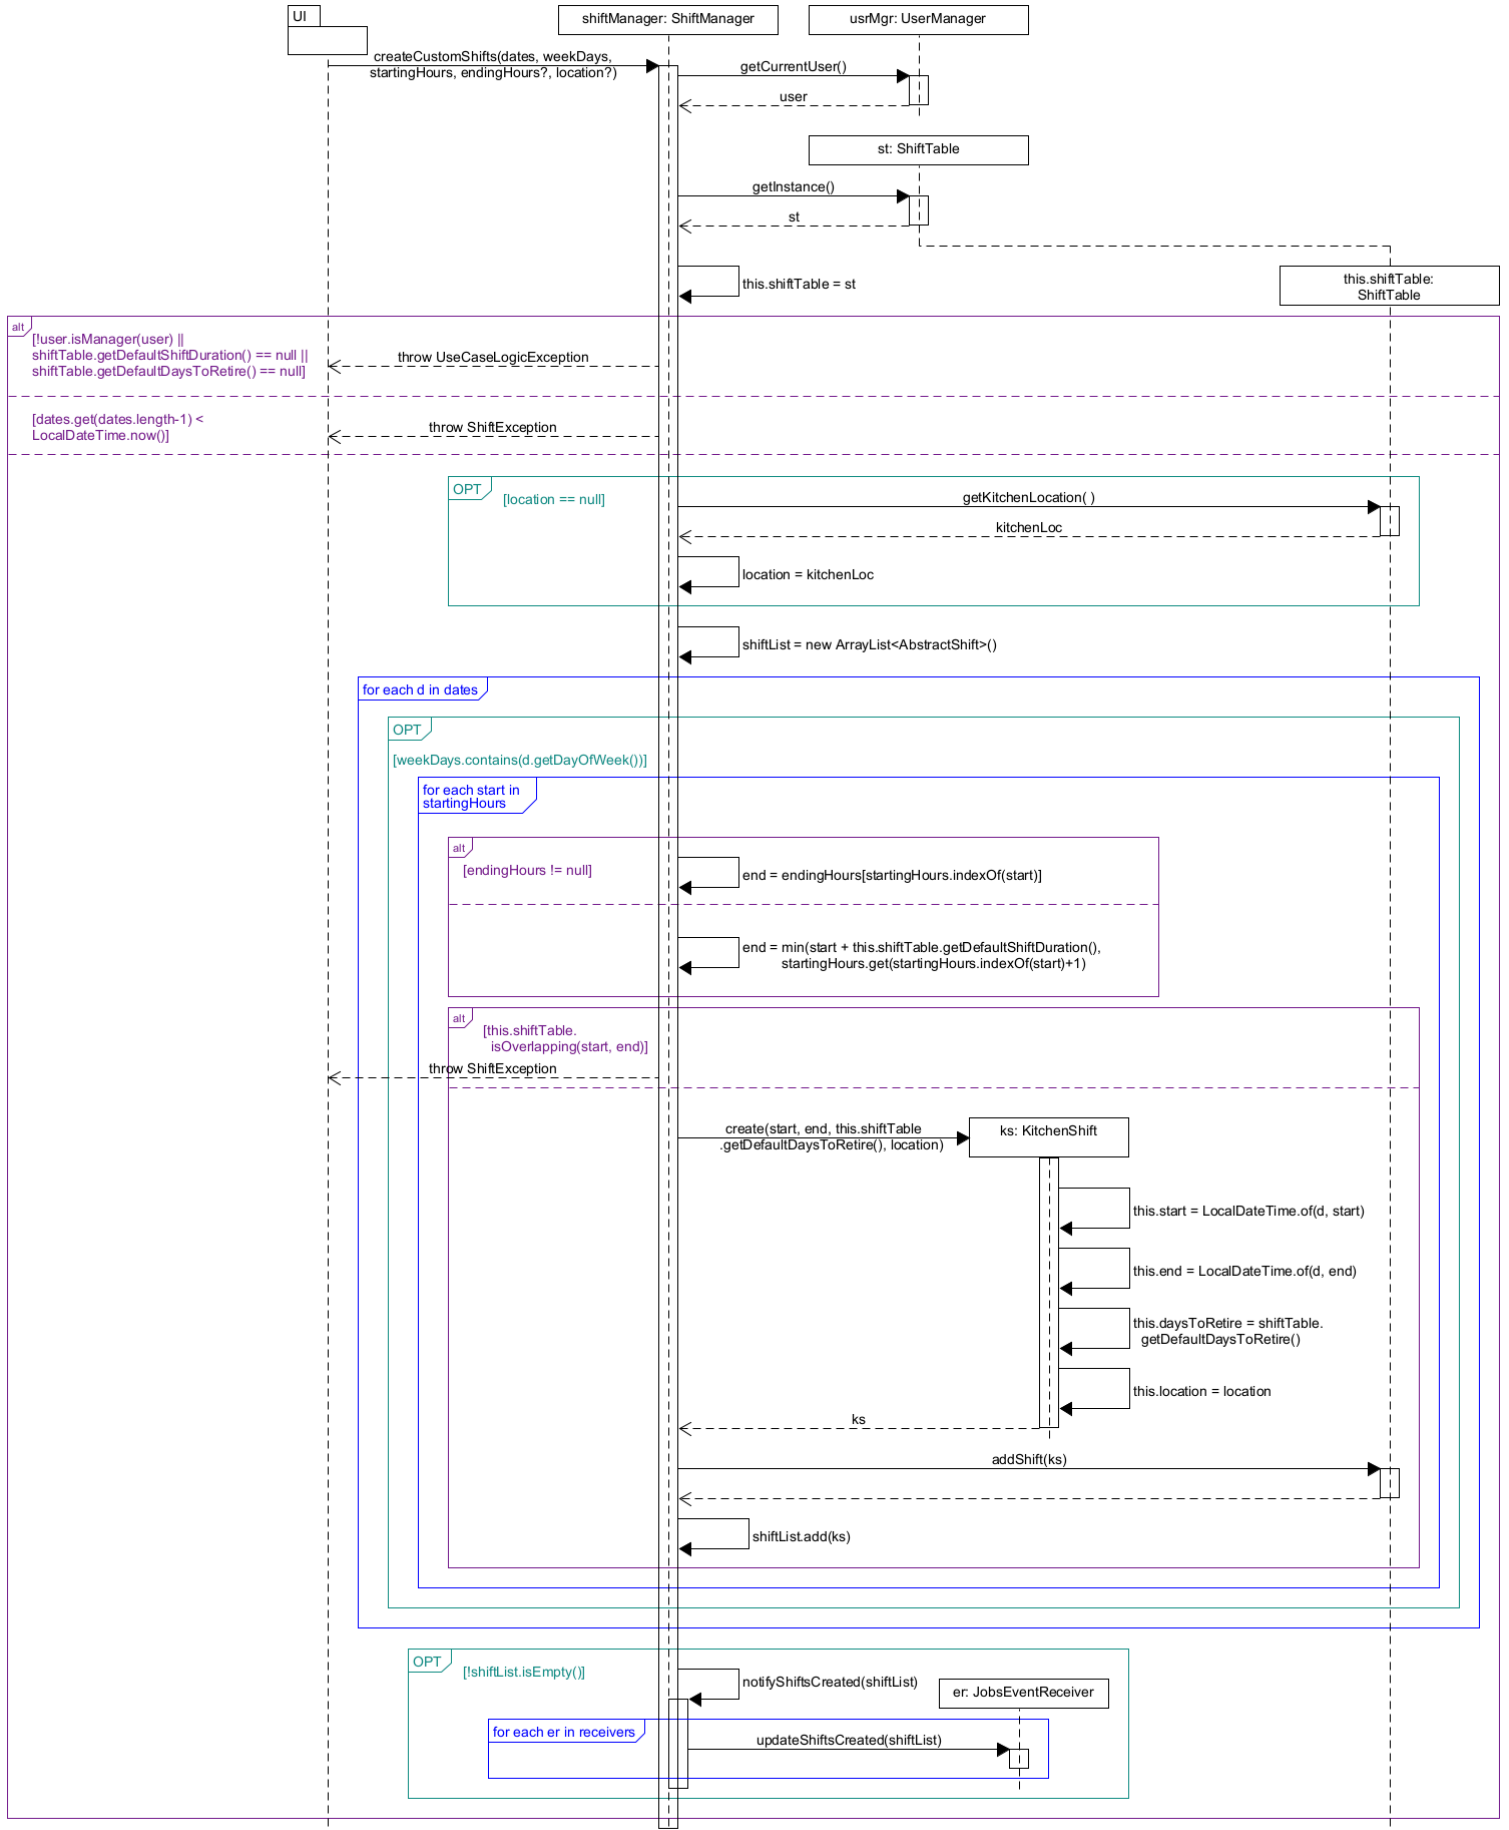 UI
shiftManager: ShiftManager
usrMgr: UserManager
createCustomShifts(dates, weekDays,
startingHours, endingHours?, location?)
getCurrentUser()
user
st: ShiftTable
getInstance()
st
this.shiftTable = st
this.shiftTable:
ShiftTable
alt
[!user.isManager(user) ||
shiftTable.getDefaultShiftDuration() == null ||
shiftTable.getDefaultDaysToRetire() == null]
throw UseCaseLogicException
[dates.get(dates.length-1) <
LocalDateTime.now()]
throw ShiftException
OPT
[location == null]
getKitchenLocation( )
kitchenLoc
location = kitchenLoc
shiftList = new ArrayList<AbstractShift>()
for each d in dates
OPT
[weekDays.contains(d.getDayOfWeek())]
for each start in
startingHours
alt
[endingHours != null]
end = endingHours[startingHours.indexOf(start)]
end = min(start + this.shiftTable.getDefaultShiftDuration(),
startingHours.get(startingHours.indexOf(start)+1)
alt
[this.shiftTable.
isOverlapping(start, end)]
throw ShiftException
create(start, end, this.shiftTable
.getDefaultDaysToRetire(), location)
ks: KitchenShift
this.start = LocalDateTime.of(d, start)
this.end = LocalDateTime.of(d, end)
this.daysToRetire = shiftTable.
getDefaultDaysToRetire()
this.location = location
ks
addShift(ks)
shiftList.add(ks)
OPT
[!shiftList.isEmpty()]
notifyShiftsCreated(shiftList)
er: JobsEventReceiver
for each er in receivers
updateShiftsCreated(shiftList)